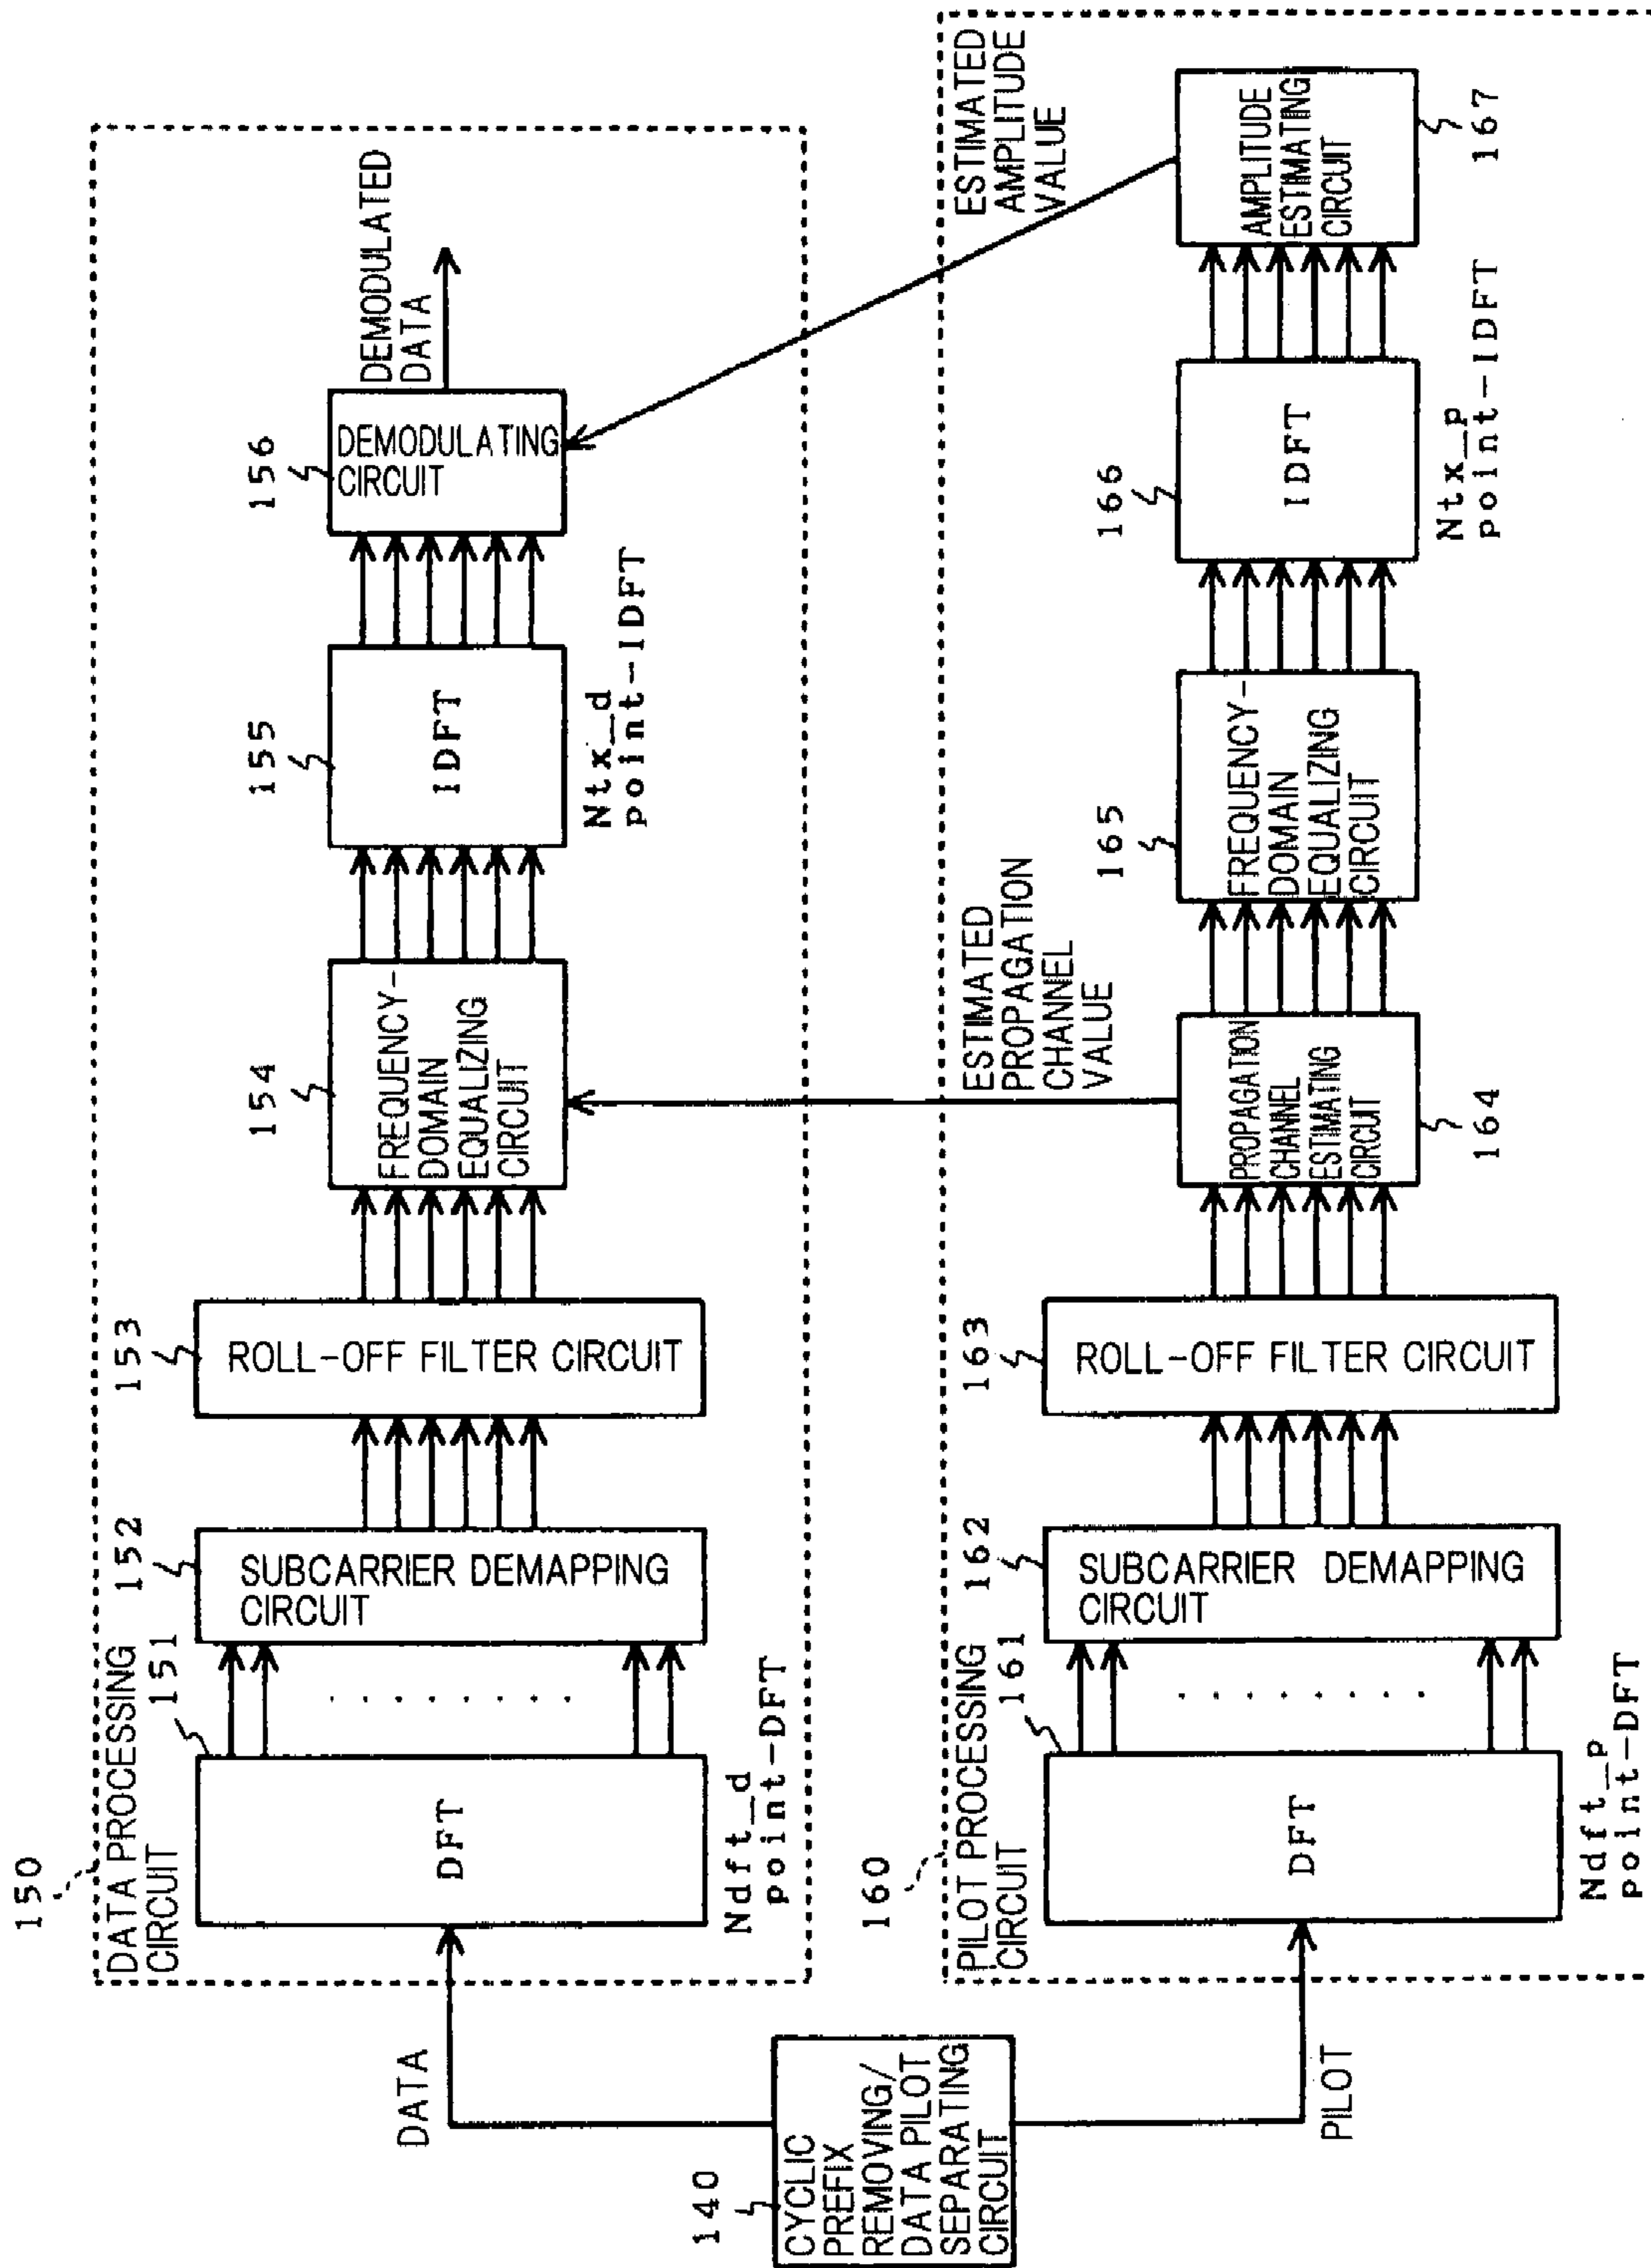 140
CYCLIC
PREFIX
REMOVING/
DATA PILOT
SEPARATING
CIRCUIT
DATA
PILOT
150
DATA PROCESSING
CIRCUIT
151
DFT
Ndft_d
point-DFT
152
SUBCARRIER DEMAPPING
CIRCUIT
153
ROLL-OFF FILTER CIRCUIT
154
FREQUENCY-
DOMAIN
EQUALIZING
CIRCUIT
155
IDFT
Ntx_d
point-IDFT
156
DEMODULATING
CIRCUIT
DEMODULATED
DATA
160
PILOT PROCESSING
CIRCUIT
161
DFT
Ndft_P
point-DFT
162
SUBCARRIER DEMAPPING
CIRCUIT
163
ROLL-OFF FILTER CIRCUIT
164
PROPAGATION
CHANNEL
ESTIMATING
CIRCUIT
ESTIMATED
PROPAGATION
CHANNEL
VALUE
165
FREQUENCY-
DOMAIN
EQUALIZING
CIRCUIT
166
IDFT
Ntx_P
point-IDFT
167
AMPLITUDE
ESTIMATING
CIRCUIT
ESTIMATED
AMPLITUDE
VALUE